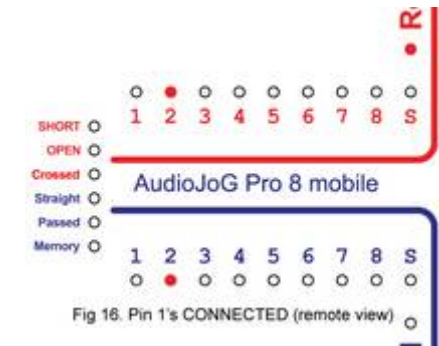 1 2 3 4 5 6 7 8 S
SHORT
OPEN
Crossed
Straight
Passed
Memory
AudioJoG Pro 8 mobile
1 2 3 4 5 6 7 8 S
Fig 16. Pin 1's CONNECTED (remote view)